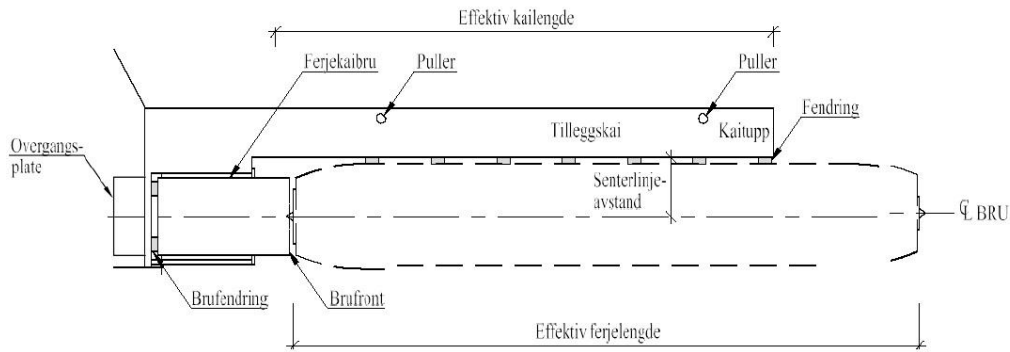 Effektiv kailengde
Ferjekaibru
Puller
Puller
Fendring
Tilleggskai
Kaitupp
Overgangs-
plate
Senterlinje-
avstand
℄ BRU
Brufendring
Brufront
Effektiv ferjelengde